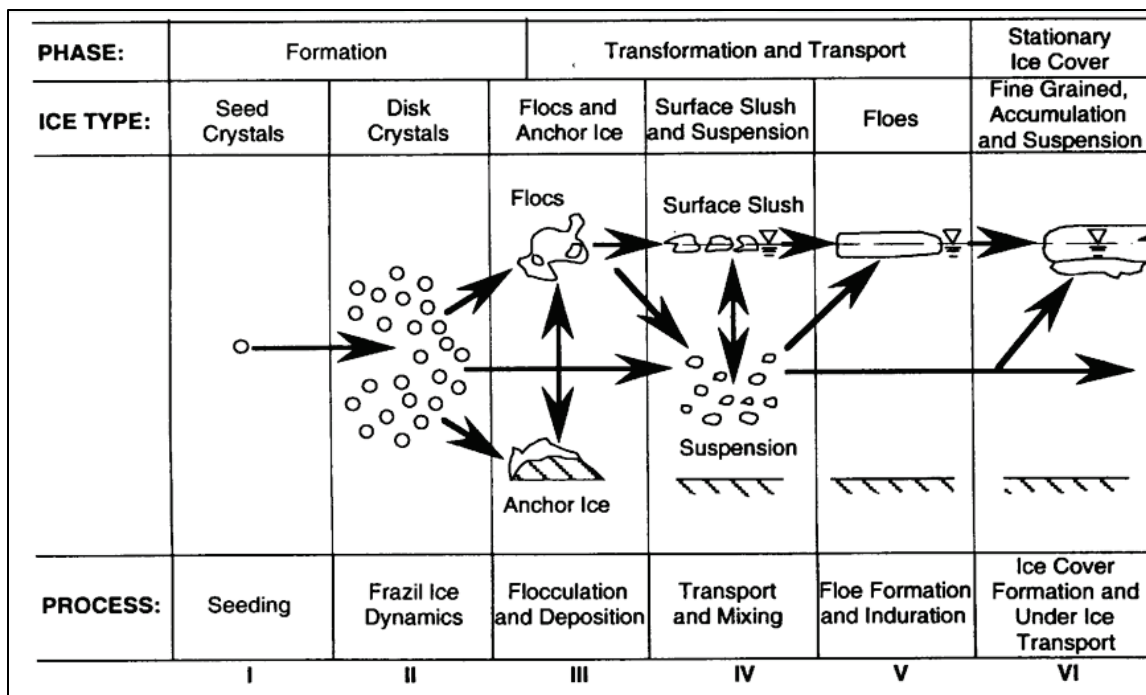 PHASE:
Formation
Transformation and Transport
Stationary
Ice Cover
ICE TYPE:
Seed
Crystals
Disk
Crystals
Flocs and
Anchor Ice
Surface Slush
and Suspension
Floes
Fine Grained,
Accumulation
and Suspension
Flocs
Surface Slush
Suspension
Anchor Ice
PROCESS:
Seeding
Frazil Ice
Dynamics
Flocculation
and Deposition
Transport
and Mixing
Floe Formation
and Induration
Ice Cover
Formation and
Under Ice
Transport
I
II
III
IV
V
VI